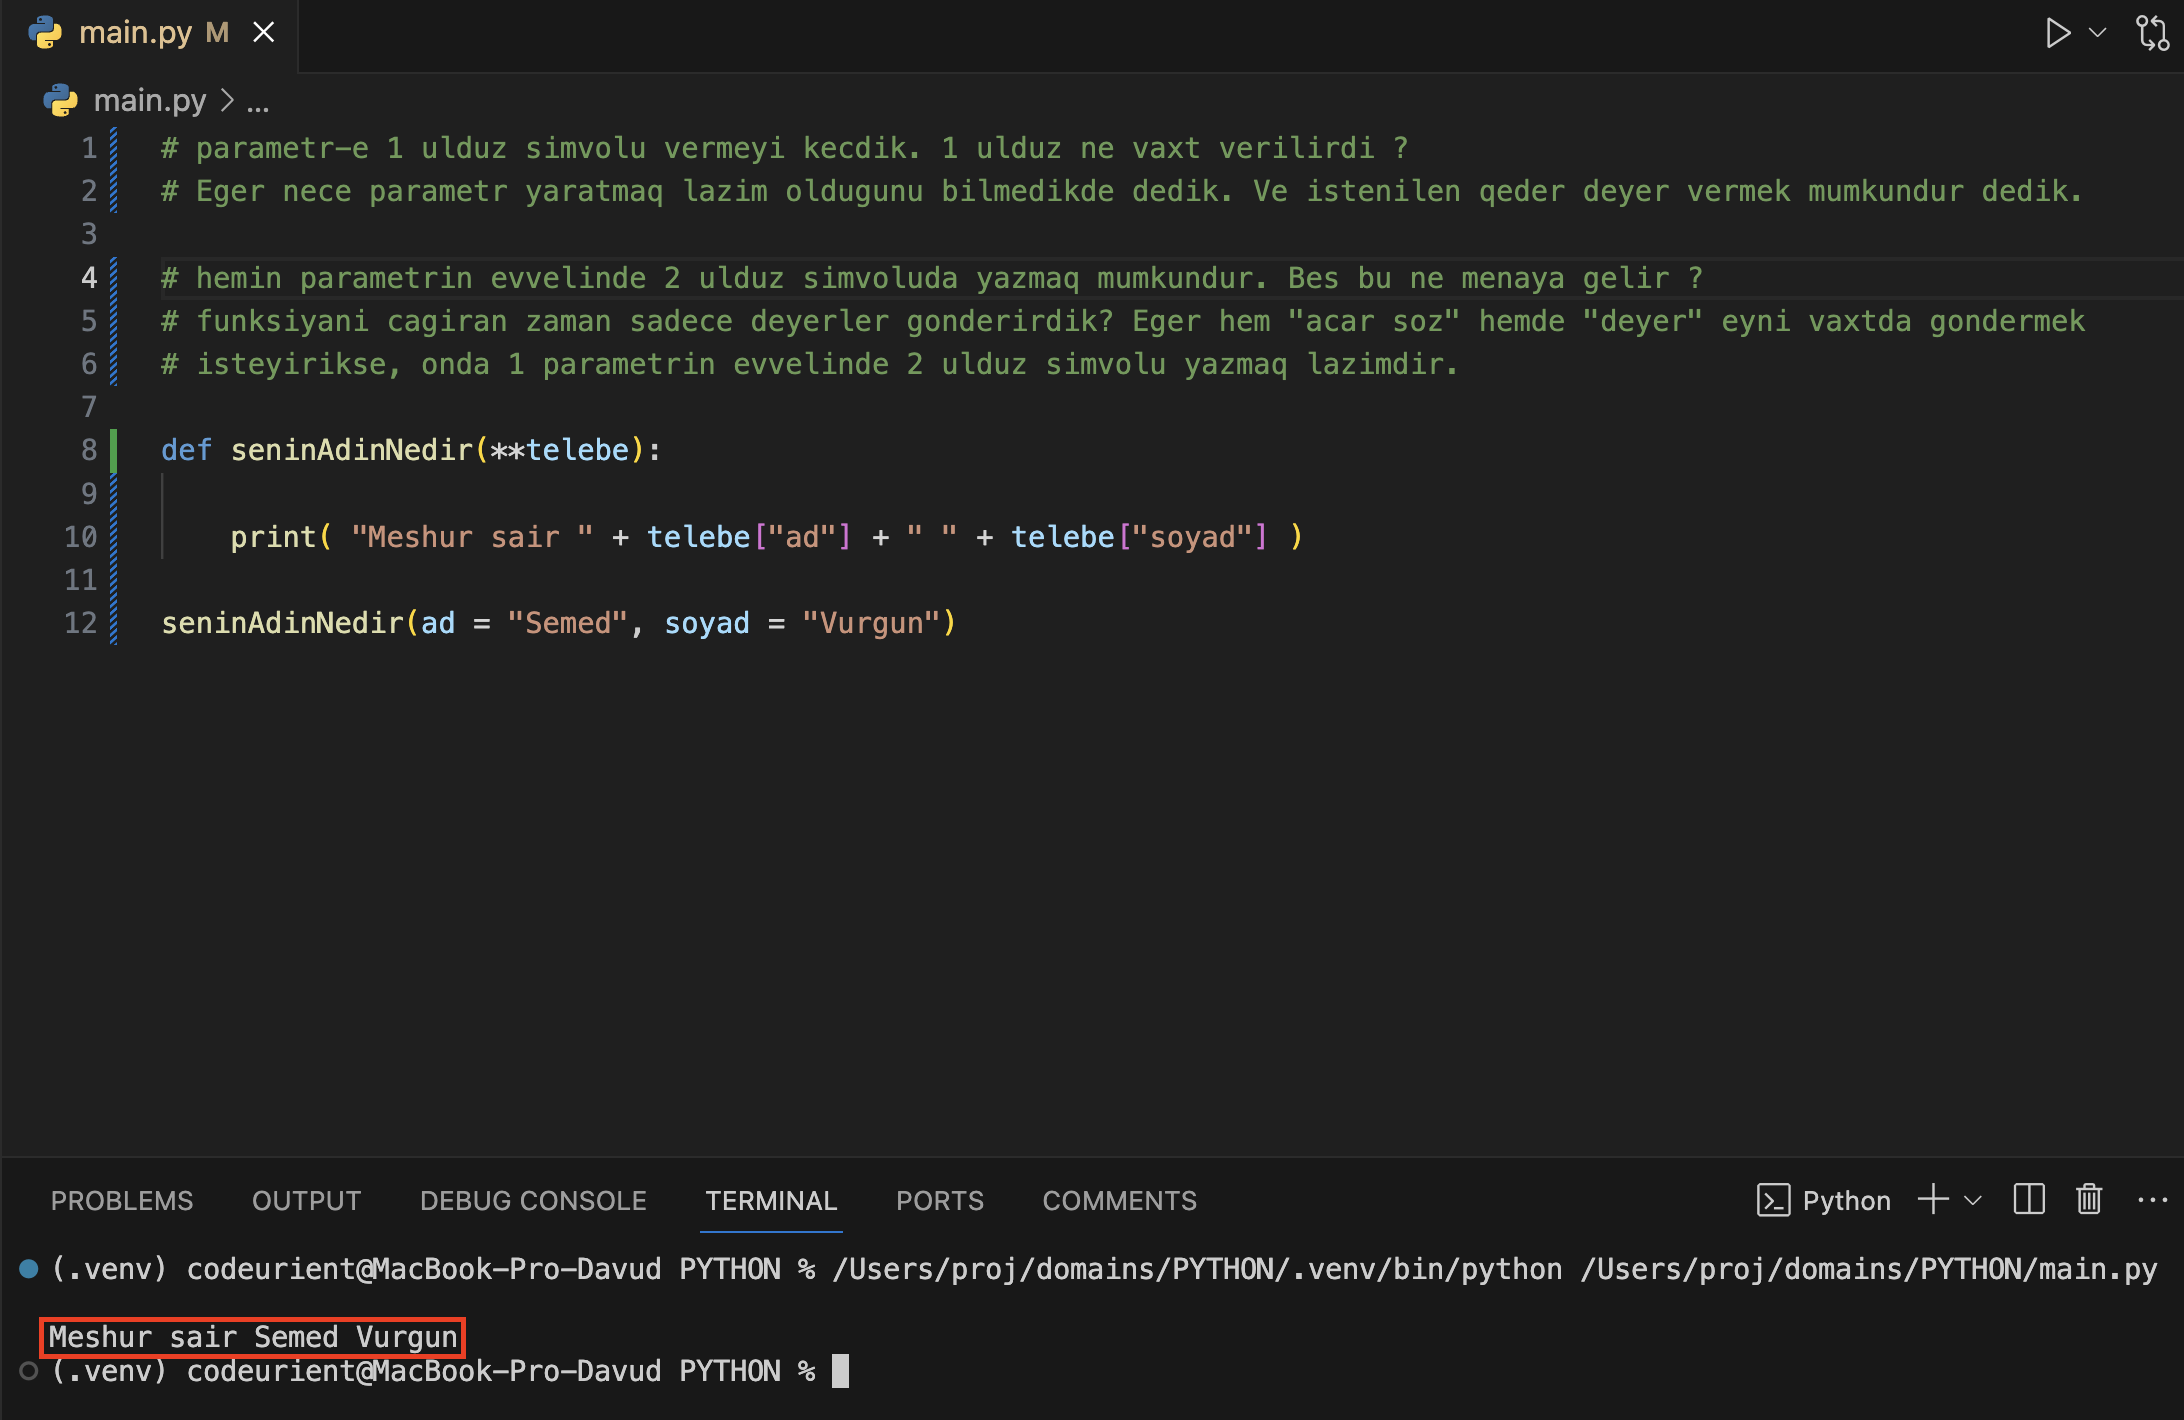 main.py M
main.py > ...
1 # parametr-e 1 ulduz simvolu vermeyi kecdik. 1 ulduz ne vaxt verilirdi ?
2 # Eger nece parametr yaratmaq lazim oldugunu bilmedikde dedik. Ve istenilen qeder deyer vermek mumkundur dedik.
3
4 # hemin parametrin evvelinde 2 ulduz simvoluda yazmaq mumkundur. Bes bu ne menaya gelir ?
5 # funksiyani cagiran zaman sadece deyerler gonderirdik? Eger hem "acar soz" hemde "deyer" eyni vaxtda gondermek
6 # isteyirikse, onda 1 parametrin evvelinde 2 ulduz simvolu yazmaq lazimdir.
7
8 def seninAdinNedir(**telebe):
9
10 print( "Meshur sair " + telebe["ad"] + " " + telebe["soyad"] )
11
12 seninAdinNedir(ad = "Semed", soyad = "Vurgun")
PROBLEMS OUTPUT DEBUG CONSOLE TERMINAL PORTS COMMENTS Python
(.venv) codeurient@MacBook-Pro-Davud PYTHON % /Users/proj/domains/PYTHON/.venv/bin/python /Users/proj/domains/PYTHON/main.py
Meshur sair Semed Vurgun
(.venv) codeurient@MacBook-Pro-Davud PYTHON %